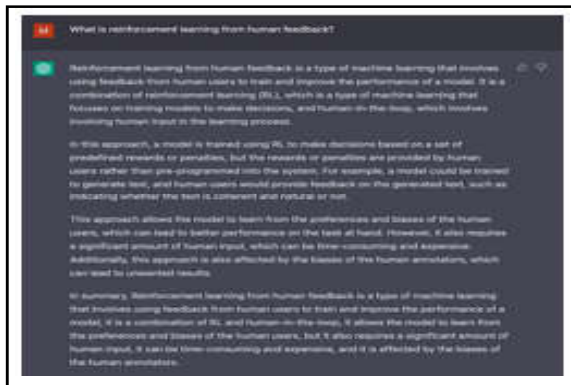 What is reinforcement learning from human feedback?
Reinforcement learning from human feedback is a type of machine learning that involves
using feedback from human users to train and improve the performance of a model. It is a
combination of reinforcement learning (RL), which is a type of machine learning that
focuses on training models to make decisions, and human-in-the-loop, which involves
involving human input in the learning process.
In this approach, a model is trained using RL to make decisions based on a set of
predefined rewards or penalties, but the rewards or penalties are provided by human
users rather than pre-programmed into the system. For example, a model could be trained
to generate text, and human users would provide feedback on the generated text, such as
indicating whether the text is coherent and natural or not.
This approach allows the model to learn from the preferences and biases of the human
users, which can lead to better performance on the task at hand. However, it also requires
a significant amount of human input, which can be time-consuming and expensive.
Additionally, this approach is also affected by the biases of the human annotators, which
can lead to unwanted results.
In summary, Reinforcement learning from human feedback is a type of machine learning
that involves using feedback from human users to train and improve the performance of a
model, it is a combination of RL and human-in-the-loop, it allows the model to learn from
the preferences and biases of the human users, but it also requires a significant amount of
human input, it can be time-consuming and expensive, and it is affected by the biases of
the human annotators.